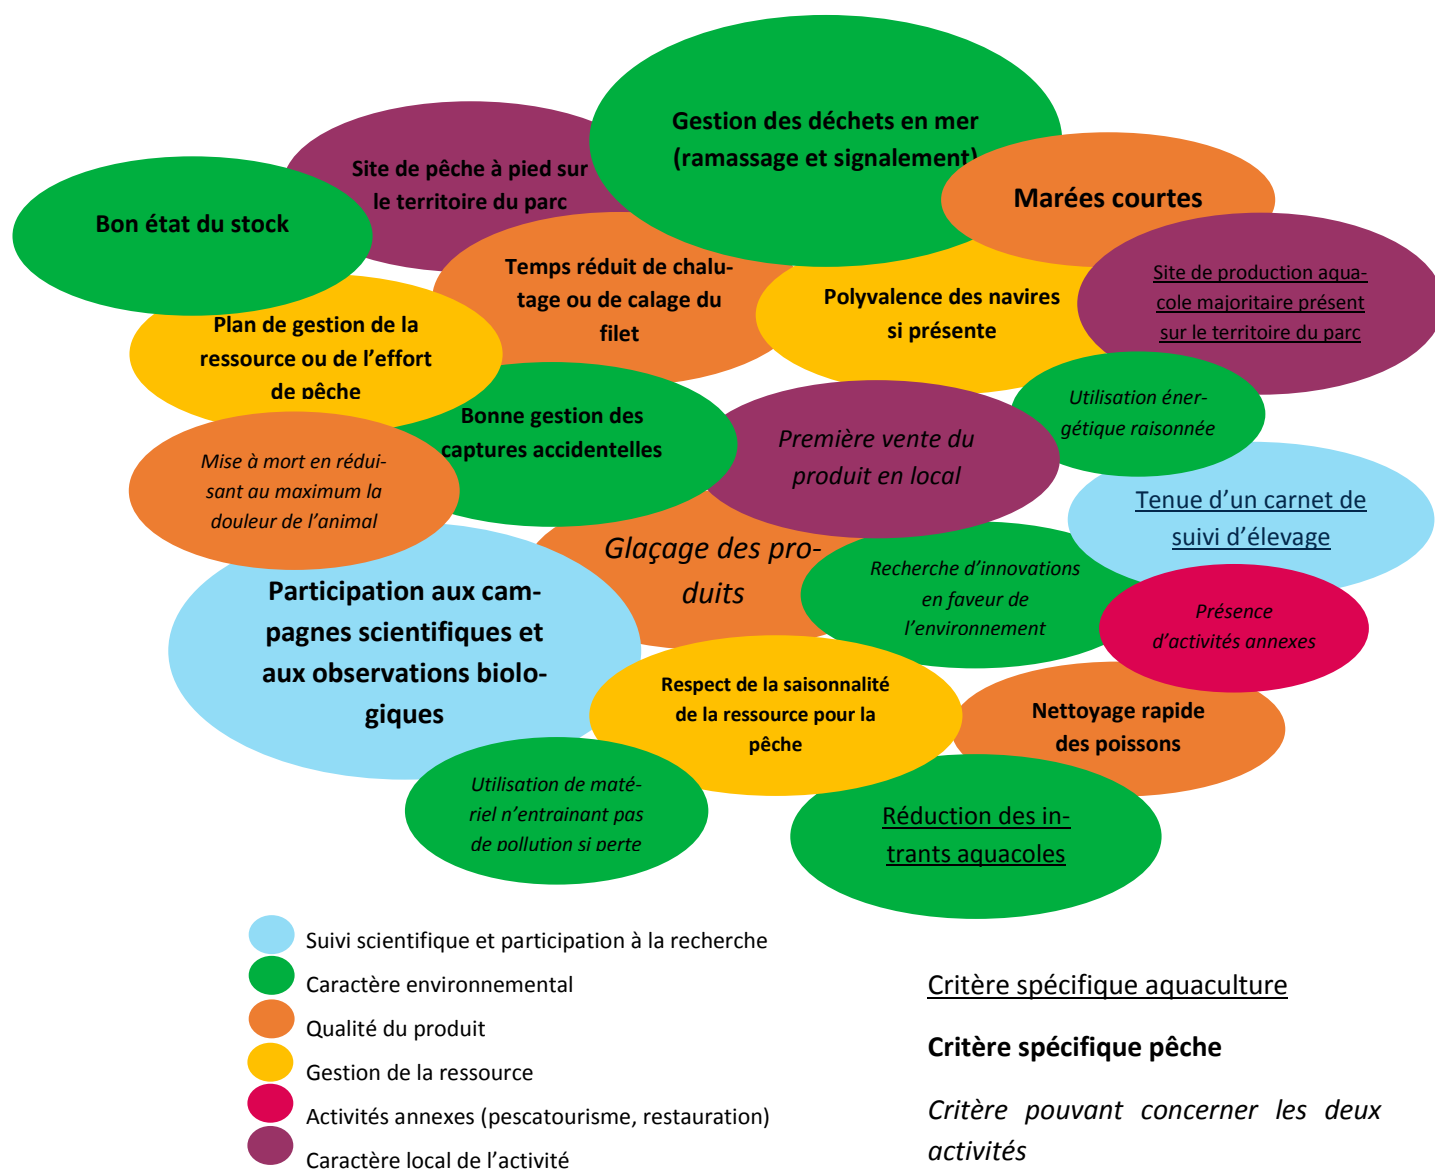 Gestion des déchets en mer
(ramassage et signalement)
Site de pêche à pied sur
le territoire du parc
Marées courtes
Bon état du stock
Temps réduit de chalu-
tage ou de calage du
filet
Polyvalence des navires
si présente
Site de production aqua-
cole majoritaire présent
sur le territoire du parc
Plan de gestion de la
ressource ou de l’effort
de pêche
Utilisation éner-
gétique raisonnée
Bonne gestion des
captures accidentelles
Première vente du
produit en local
Mise à mort en rédui-
sant au maximum la
douleur de l’animal
Tenue d’un carnet de
suivi d’élevage
Glaçage des pro-
duits
Recherche d’innovations
en faveur de
l’environnement
Participation aux cam-
pagnes scientifiques et
aux observations biolo-
giques
Présence
d’activités annexes
Respect de la saisonnalité
de la ressource pour la
pêche
Nettoyage rapide
des poissons
Utilisation de maté-
riel n’entrainant pas
de pollution si perte
Réduction des in-
trants aquacoles
Suivi scientifique et participation à la recherche
Caractère environnemental
Qualité du produit
Gestion de la ressource
Activités annexes (pescatourisme, restauration)
Caractère local de l’activité
Critère spécifique aquaculture
Critère spécifique pêche
Critère pouvant concerner les deux
activités